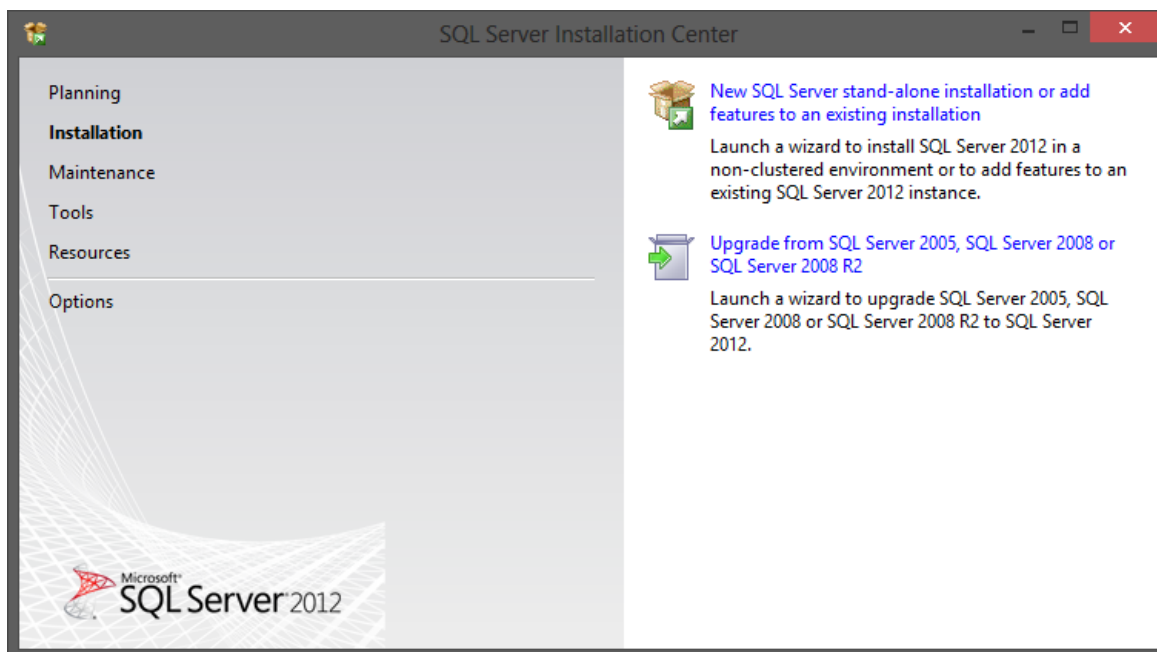 SQL Server Installation Center
Planning
Installation
Maintenance
Tools
Resources
Options
New SQL Server stand-alone installation or add
features to an existing installation
Launch a wizard to install SQL Server 2012 in a
non-clustered environment or to add features to an
existing SQL Server 2012 instance.
Upgrade from SQL Server 2005, SQL Server 2008 or
SQL Server 2008 R2
Launch a wizard to upgrade SQL Server 2005, SQL
Server 2008 or SQL Server 2008 R2 to SQL Server
2012.
Microsoft®
SQL Server®2012